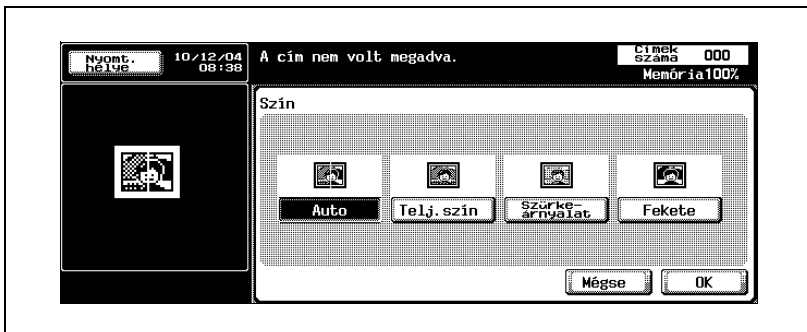 Nyomt.
helye
10/12/04
08:38
A cím nem volt megadva.
Címek
száma
000
Memória100%
Szín
Auto
Telj.szín
Szürke-
árnyalat
Fekete
Mégse
OK